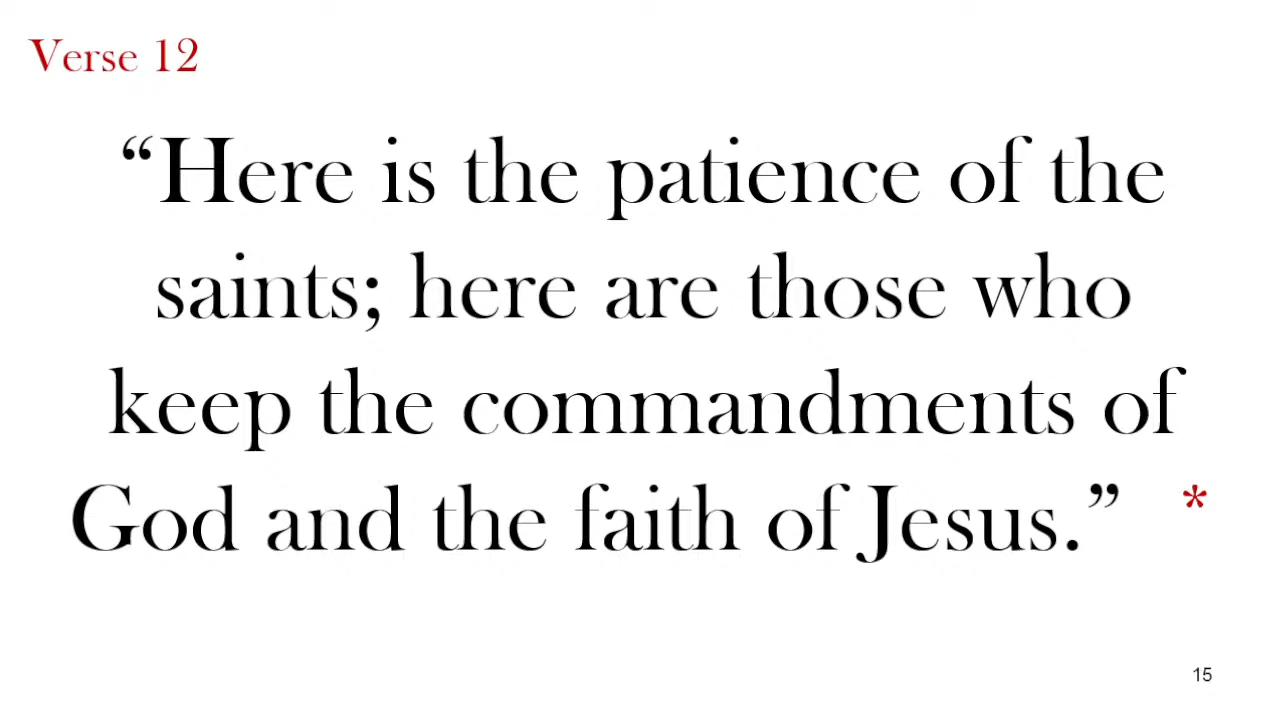 Verse 12
“Here is the patience of the
saints; here are those who
keep the commandments of
God and the faith of Jesus.” *
15